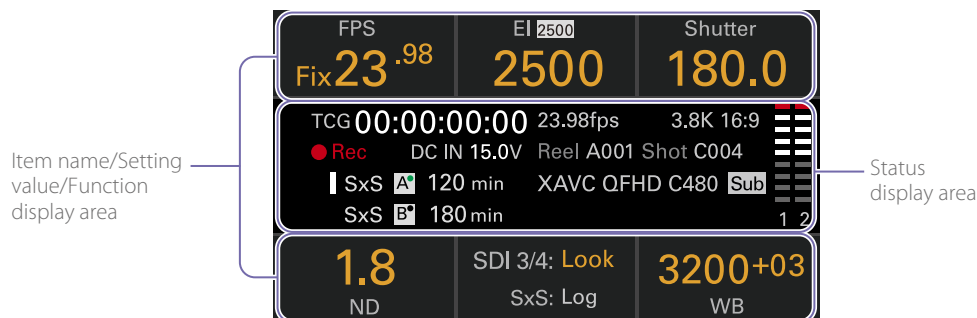 FPS
EI 2500
Shutter
Fix23.98
2500
180.0
TCG 00:00:00:00 23.98fps 3.8K 16:9
Rec DC IN 15.0V Reel A001 Shot C004
SxS A 120 min XAVC QFHD C480 Sub
SxS B 180 min
1 2
1.8
ND
SDI 3/4: Look
SxS: Log
3200+03
WB
Item name/Setting
value/Function
display area
Status
display area